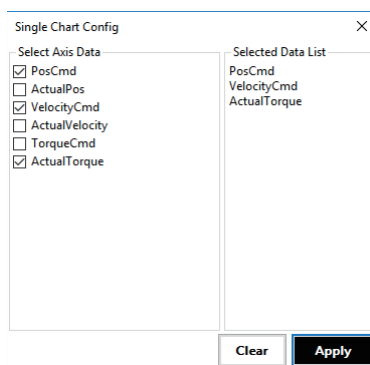 Single Chart Config
Select Axis Data
PosCmd
ActualPos
VelocityCmd
ActualVelocity
TorqueCmd
ActualTorque
Selected Data List
PosCmd
VelocityCmd
ActualTorque
Clear
Apply